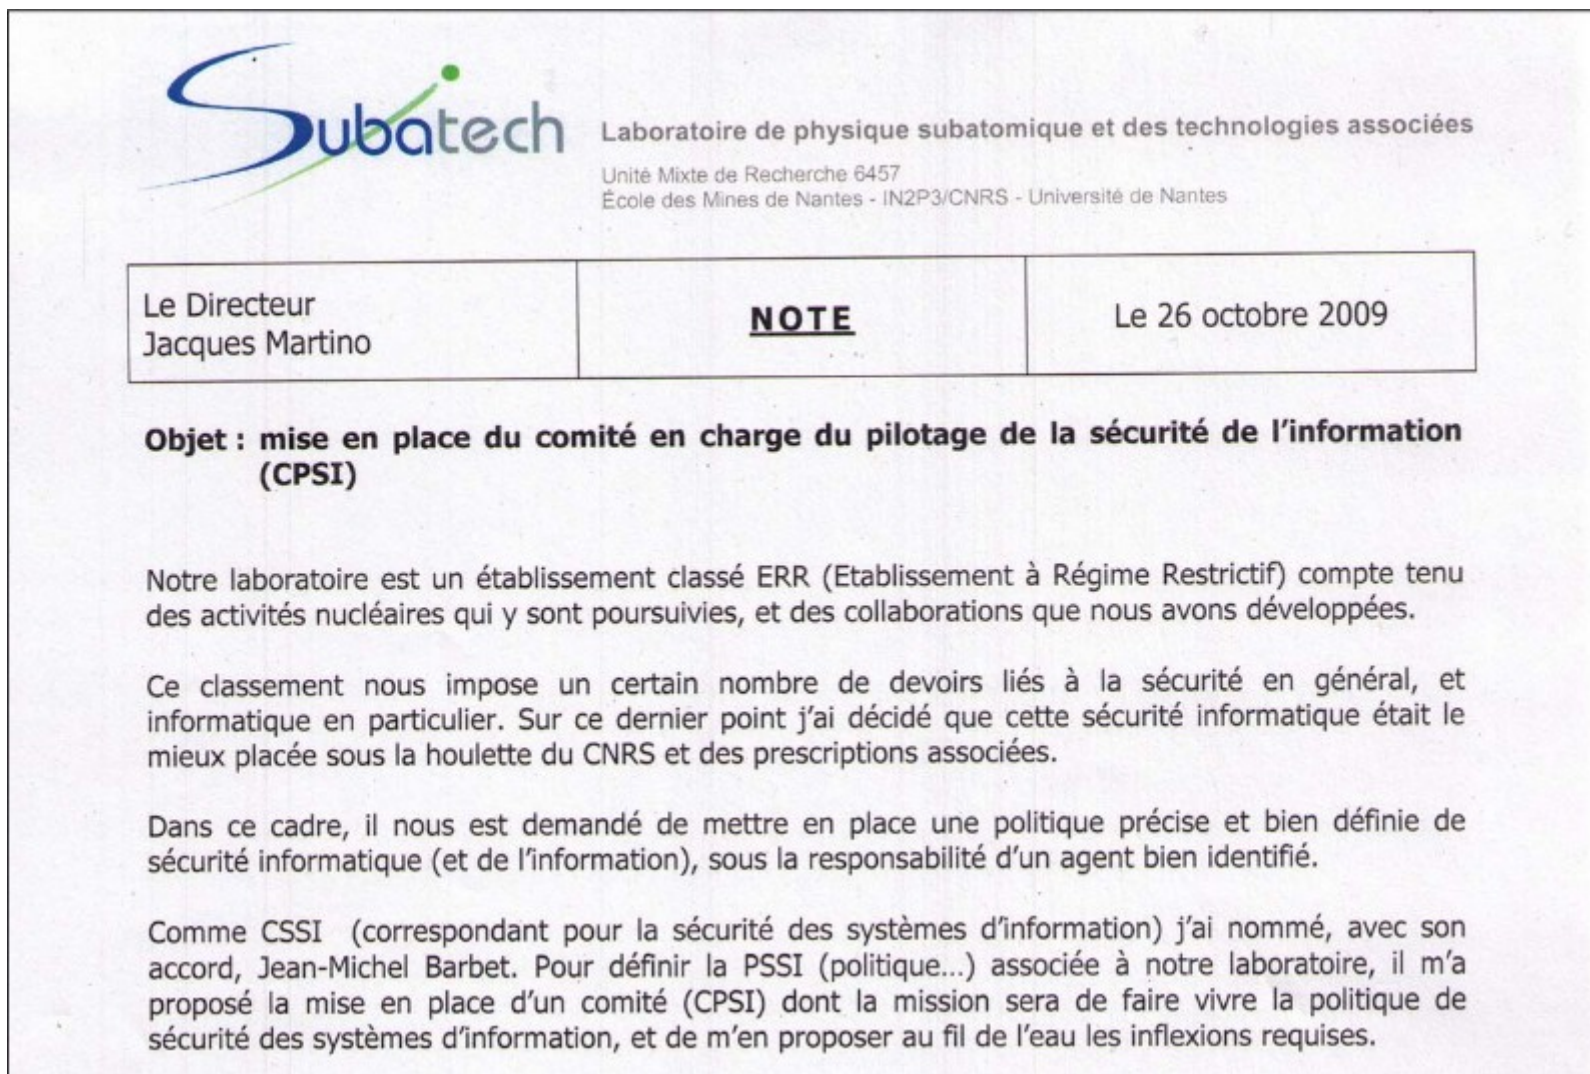 Subatech
Laboratoire de physique subatomique et des technologies associées
Unité Mixte de Recherche 6457
École des Mines de Nantes - IN2P3/CNRS - Université de Nantes
Le Directeur
Jacques Martino
NOTE
Le 26 octobre 2009
Objet : mise en place du comité en charge du pilotage de la sécurité de l'information
(CPSI)
Notre laboratoire est un établissement classé ERR (Etablissement à Régime Restrictif) compte tenu
des activités nucléaires qui y sont poursuivies, et des collaborations que nous avons développées.
Ce classement nous impose un certain nombre de devoirs liés à la sécurité en général, et
informatique en particulier. Sur ce dernier point j'ai décidé que cette sécurité informatique était le
mieux placée sous la houlette du CNRS et des prescriptions associées.
Dans ce cadre, il nous est demandé de mettre en place une politique précise et bien définie de
sécurité informatique (et de l'information), sous la responsabilité d'un agent bien identifié.
Comme CSSI (correspondant pour la sécurité des systèmes d'information) j'ai nommé, avec son
accord, Jean-Michel Barbet. Pour définir la PSSI (politique...) associée à notre laboratoire, il m'a
proposé la mise en place d'un comité (CPSI) dont la mission sera de faire vivre la politique de
sécurité des systèmes d'information, et de m'en proposer au fil de l'eau les inflexions requises.